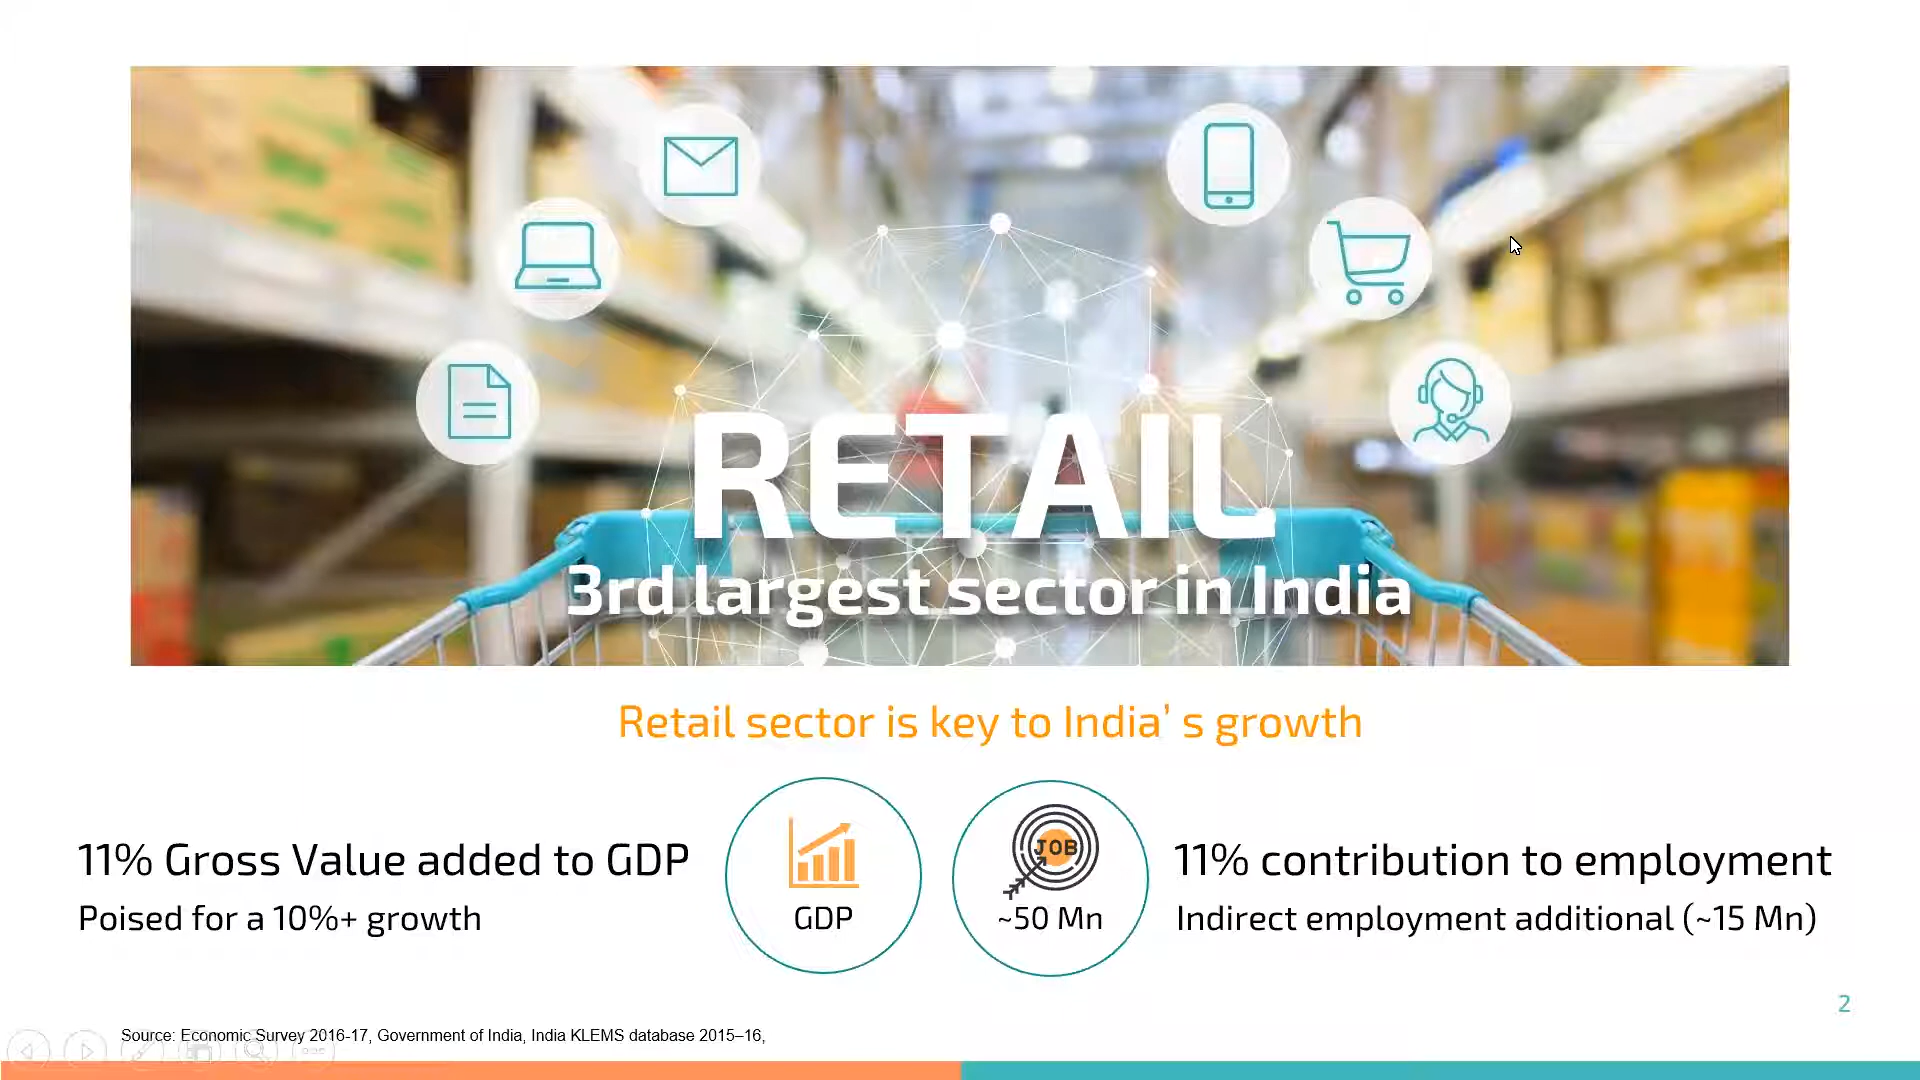 RETAIL
3rd largest sector in India
Retail sector is key to India’ s growth
11% Gross Value added to GDP
Poised for a 10%+ growth
GDP
JOB
~50 Mn
11% contribution to employment
Indirect employment additional (~15 Mn)
2
Source: Economic Survey 2016-17, Government of India, India KLEMS database 2015–16,